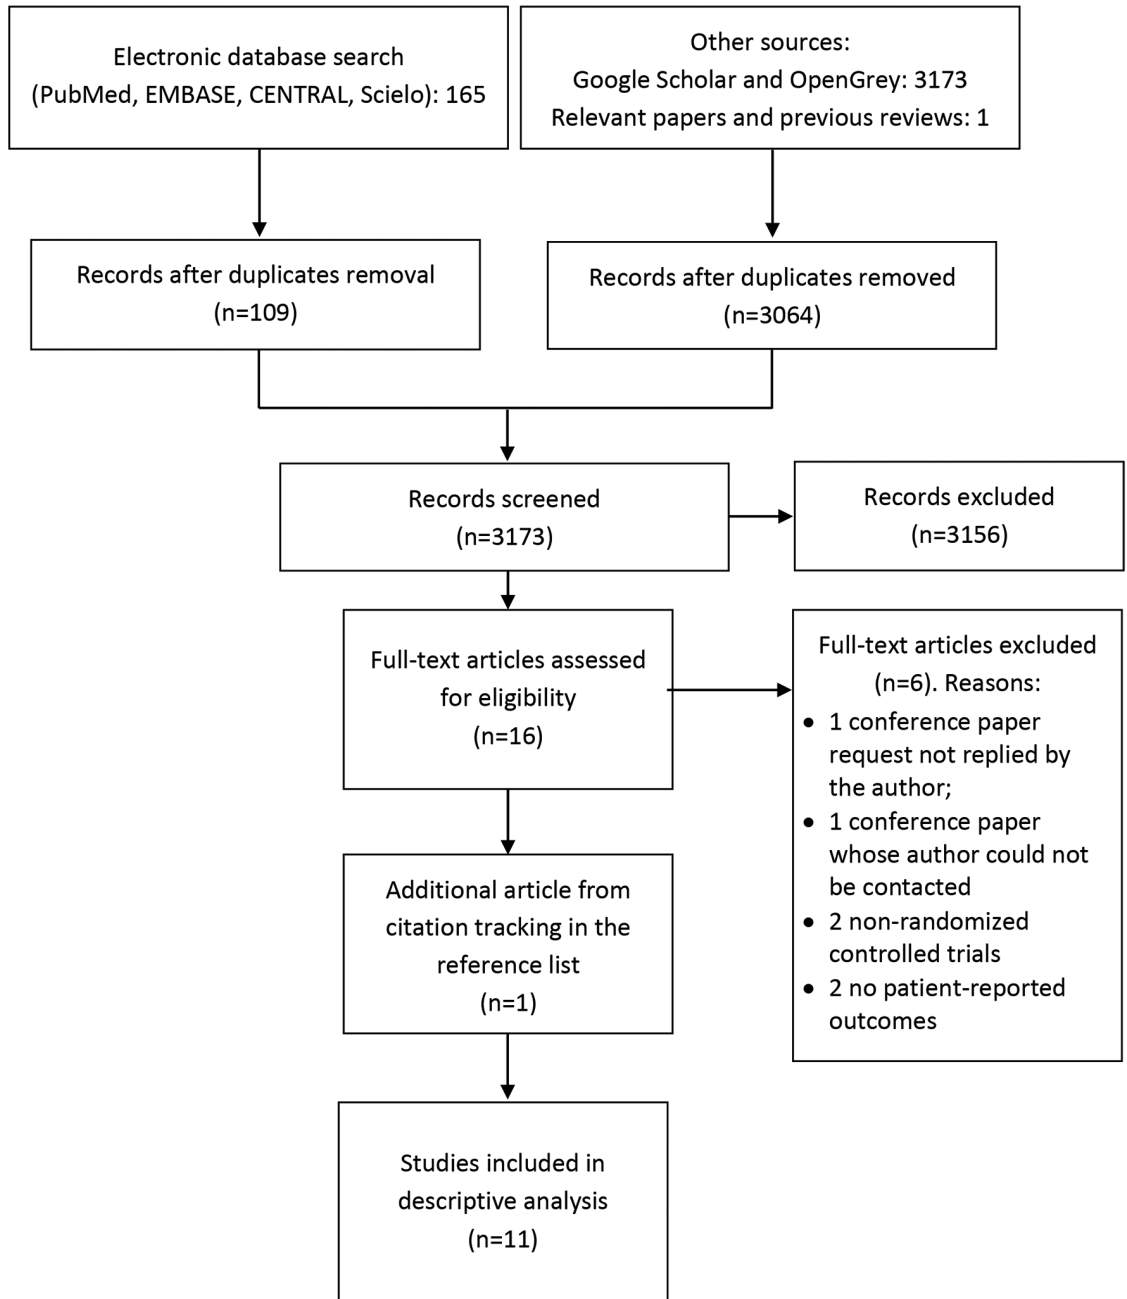 Electronic database search
(PubMed, EMBASE, CENTRAL, Scielo): 165
Other sources:
Google Scholar and OpenGrey: 3173
Relevant papers and previous reviews: 1
Records after duplicates removal
(n=109)
Records after duplicates removed
(n=3064)
Records screened
(n=3173)
Records excluded
(n=3156)
Full-text articles assessed
for eligibility
(n=16)
Full-text articles excluded
(n=6). Reasons:
• 1 conference paper
request not replied by
the author;
• 1 conference paper
whose author could not
be contacted
• 2 non-randomized
controlled trials
• 2 no patient-reported
outcomes
Additional article from
citation tracking in the
reference list
(n=1)
Studies included in
descriptive analysis
(n=11)